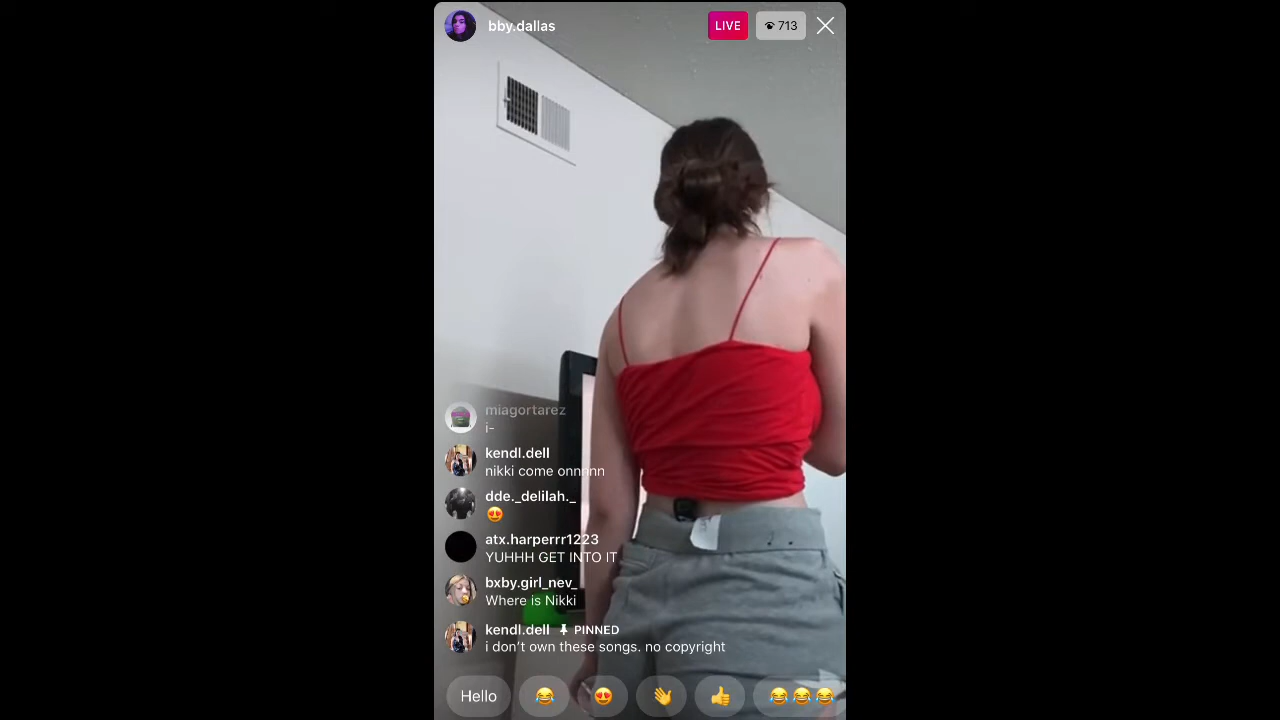 bby.dallas
LIVE
713
miagortarez
i-
kendl.dell
nikki come onnnnn
dde._delilah._
😍
atx.harperrr1223
YUHHH GET INTO IT
bxby.girl_nev_
Where is Nikki
kendl.dell PINNED
i don't own these songs. no copyright
Hello 😂 😍 👋 👍 😂😂😂